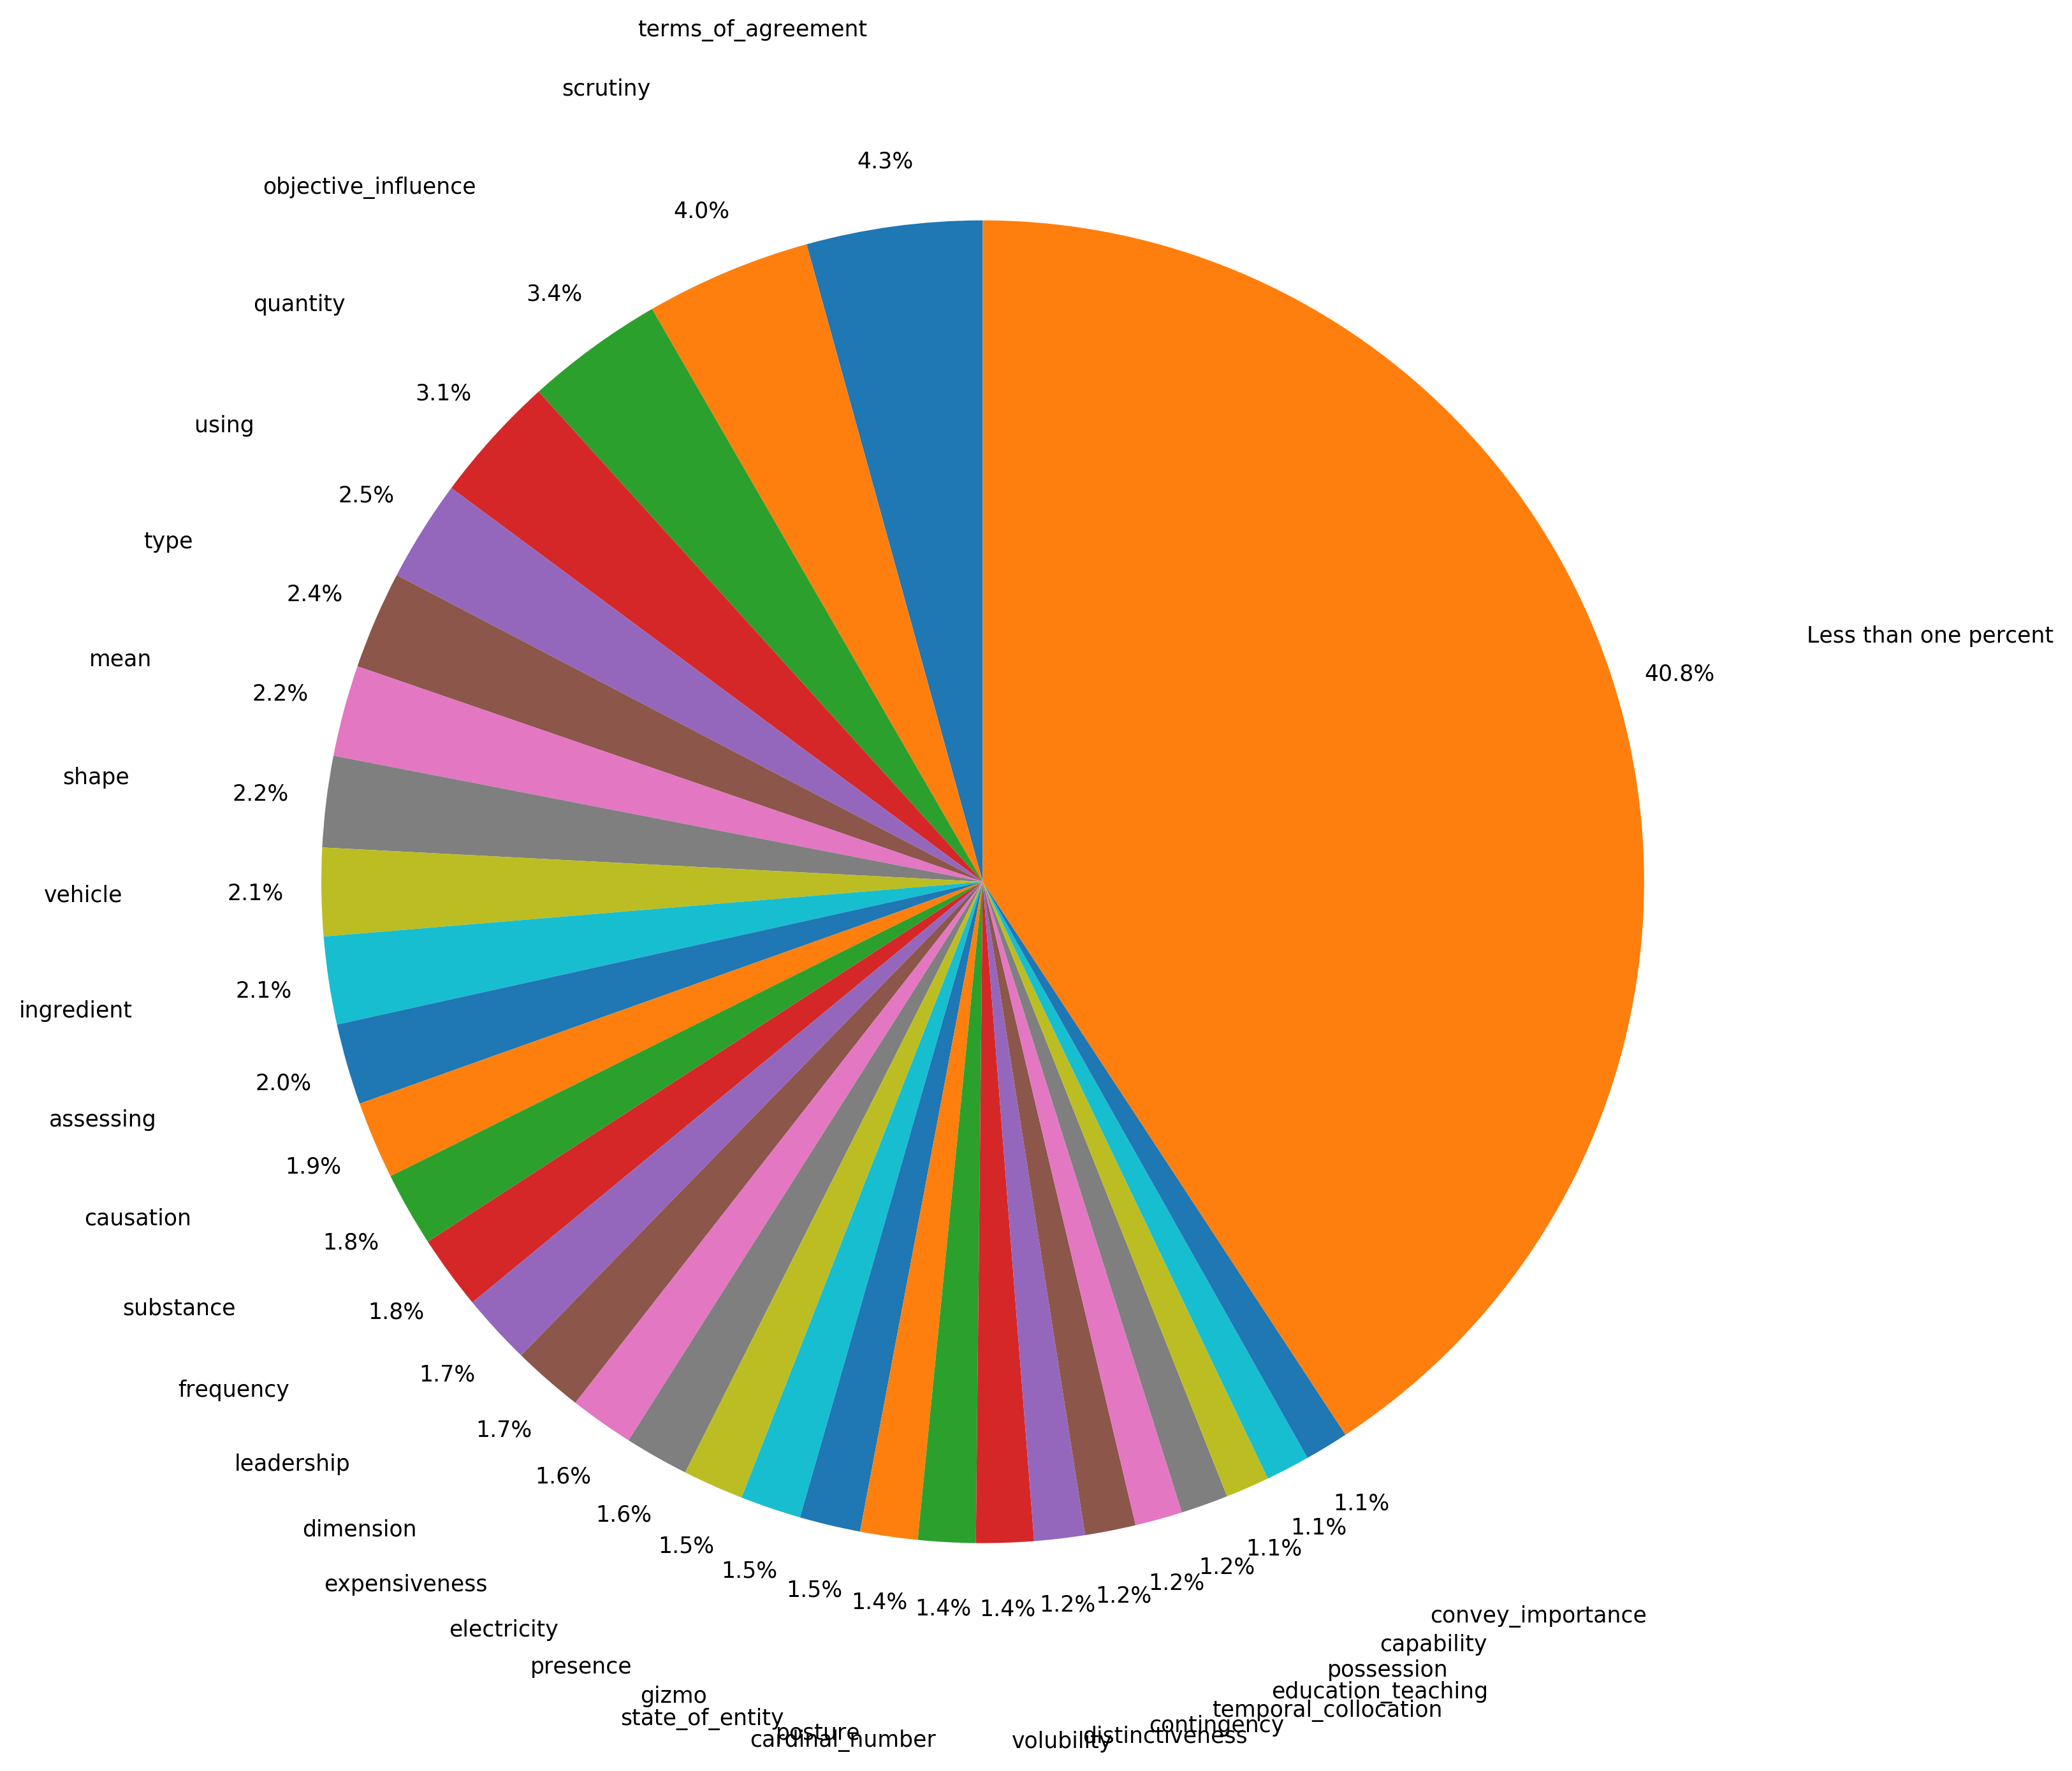 terms_of_agreement
scrutiny
4.3%
objective_influence
4.0%
quantity
3.4%
using
3.1%
type
2.5%
mean
2.4%
Less than one percent
40.8%
shape
2.2%
vehicle
2.2%
ingredient
2.1%
assessing
2.1%
causation
2.0%
substance
1.9%
frequency
1.8%
leadership
1.8%
dimension
1.7%
expensiveness
1.7%
electricity
1.6%
presence
1.6%
gizmo
1.5%
state_of_entity
1.5%
posture
1.5%
cardinal_number
1.4%
1.4%
volubility
1.4%
distinctiveness
1.2%
contingency
1.2%
temporal_collocation
1.2%
education_teaching
1.2%
possession
1.1%
capability
1.1%
convey_importance
1.1%